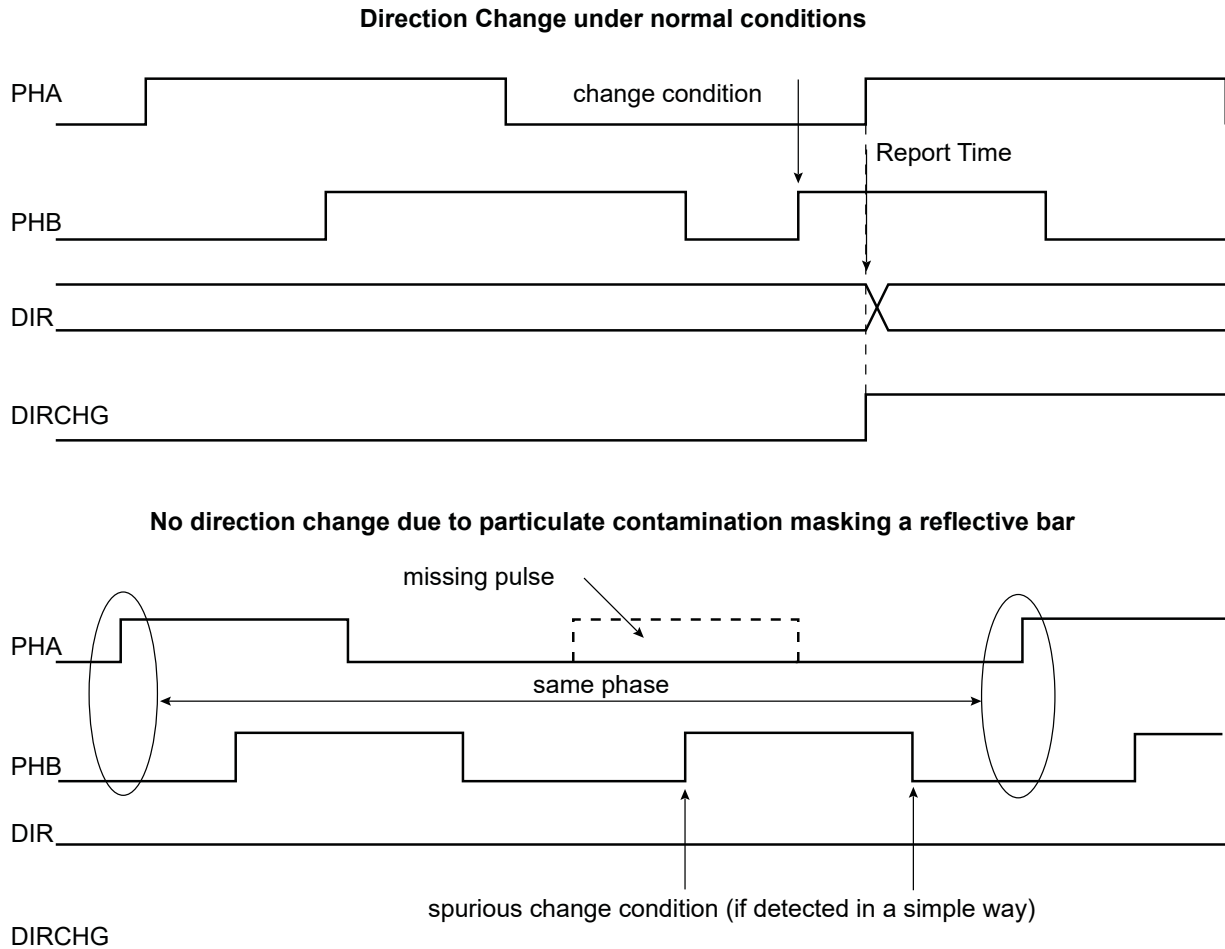 Direction Change under normal conditions
PHA
change condition
Report Time
PHB
DIR
DIRCHG
No direction change due to particulate contamination masking a reflective bar
missing pulse
PHA
same phase
PHB
DIR
spurious change condition (if detected in a simple way)
DIRCHG